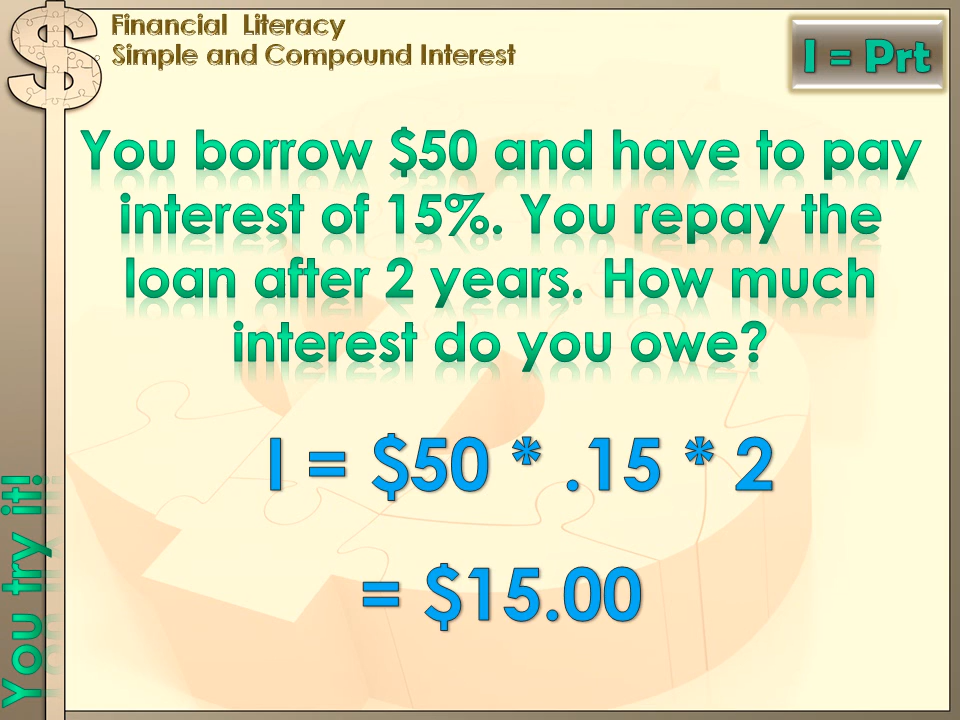 Financial Literacy
Simple and Compound Interest
I = Prt
You borrow $50 and have to pay
interest of 15%. You repay the
loan after 2 years. How much
interest do you owe?
I = $50 * .15 * 2
= $15.00
You try it!